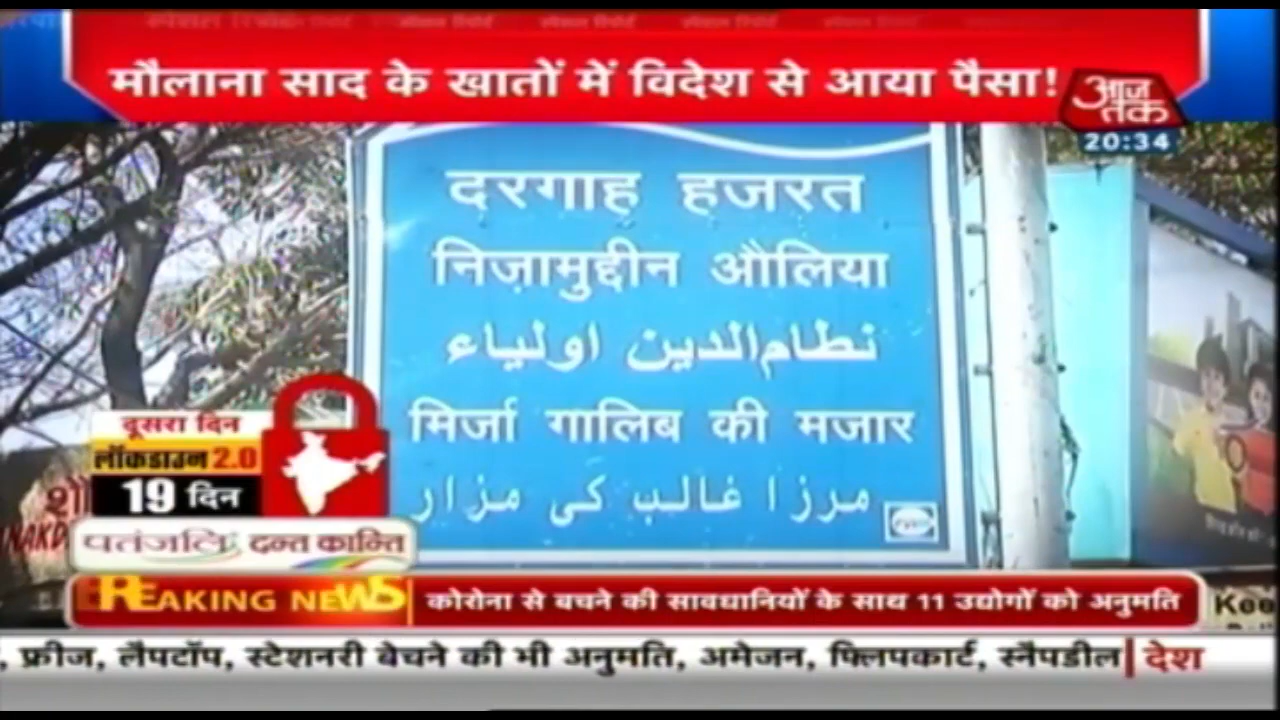 मौलाना साद के खातों में विदेश से आया पैसा!
आज
तक
20:34
दरगाह हजरत
निज़ामुद्दीन औलिया
نظام الدین اولیاء
मिर्जा गालिब की मजार
مرزا غالب کی مزار
दूसरा दिन
लॉकडाउन 2.0
19 दिन
पतंजलि दन्त कान्ति
BREAKING NEWS
कोरोना से बचने की सावधानियों के साथ 11 उद्योगों को अनुमति
, फ्रीज, लैपटॉप, स्टेशनरी बेचने की भी अनुमति, अमेजन, फ्लिपकार्ट, स्नैपडील
देश